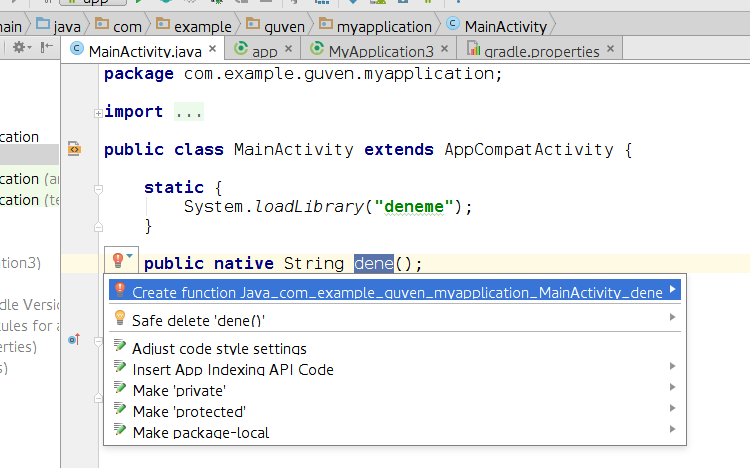 app
main java com example guven myapplication MainActivity
MainActivity.java × app × MyApplication3 × gradle.properties ×
package com.example.guven.myapplication;
import ...
cation
public class MainActivity extends AppCompatActivity {
cation (an
static {
cation (te
System.loadLibrary("deneme");
}
ation3)
public native String dene();
Create function Java_com_example_guven_myapplication_MainActivity_dene
dle Versio
Safe delete 'dene()'
ules for a
erties)
Adjust code style settings
s)
Insert App Indexing API Code
Make 'private'
Make 'protected'
Make package-local